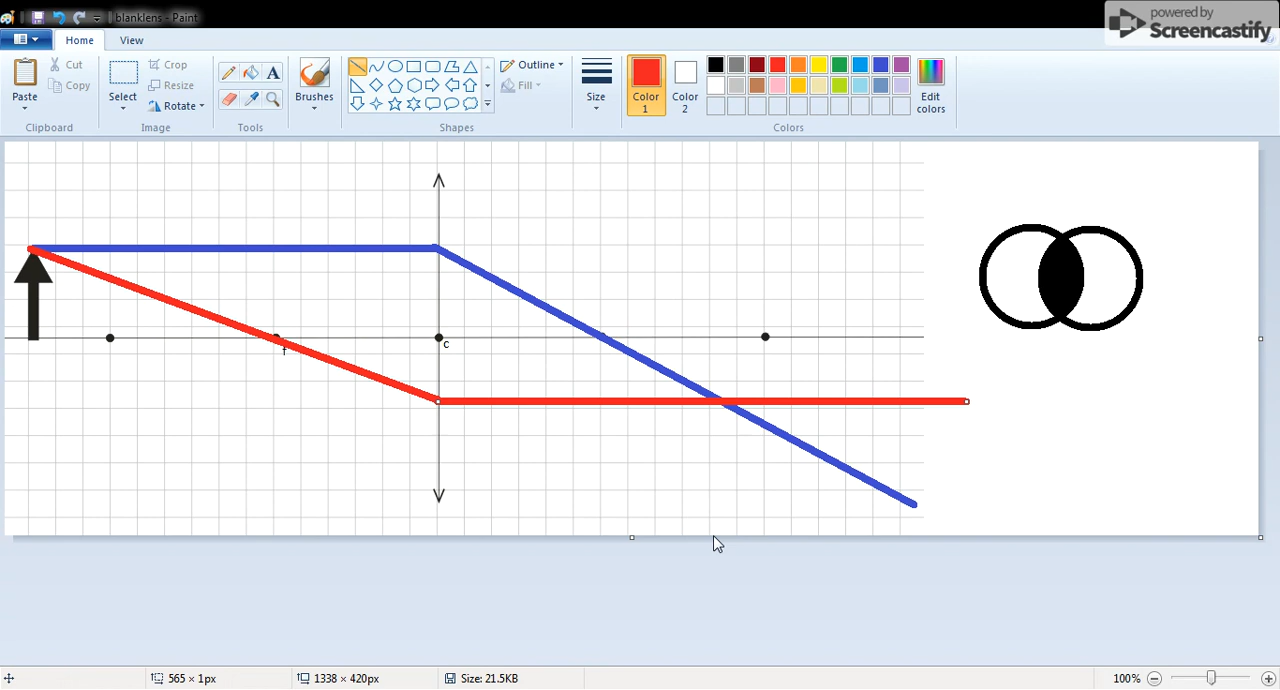 blanklens - Paint
powered by
Screencastify
Home
View
Paste
Cut
Copy
Clipboard
Select
Crop
Resize
Rotate
Image
A
Tools
Brushes
Outline
Fill
Shapes
Size
Color
1
Color
2
Edit
colors
Colors
f
c
565 × 1px
1338 × 420px
Size: 21.5KB
100%